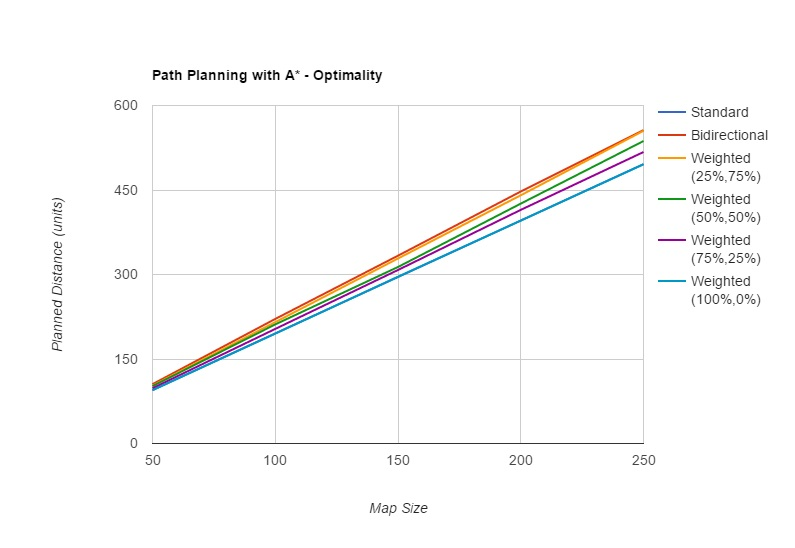 Path Planning with A* - Optimality
600
450
300
150
0
50
100
150
200
250
Planned Distance (units)
Map Size
Standard
Bidirectional
Weighted
(25%,75%)
Weighted
(50%,50%)
Weighted
(75%,25%)
Weighted
(100%,0%)